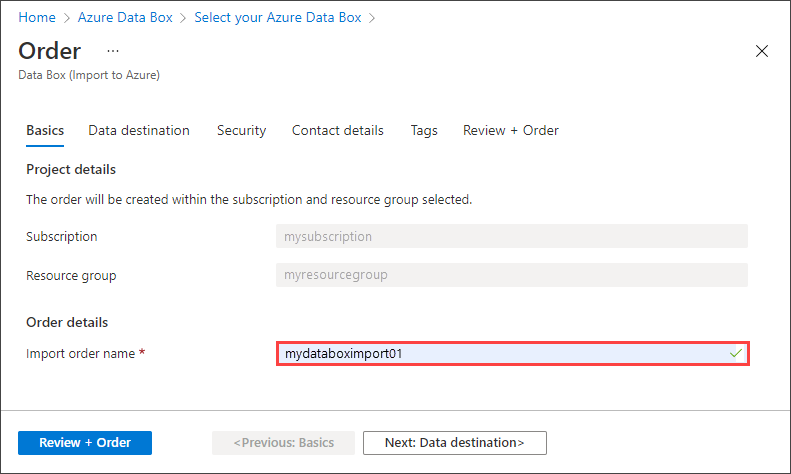 Home > Azure Data Box > Select your Azure Data Box >
Order ...
Data Box (Import to Azure)
Basics Data destination Security Contact details Tags Review + Order
Project details
The order will be created within the subscription and resource group selected.
Subscription mysubscription
Resource group myresourcegroup
Order details
Import order name * mydataboximport01
Review + Order <Previous: Basics Next: Data destination>